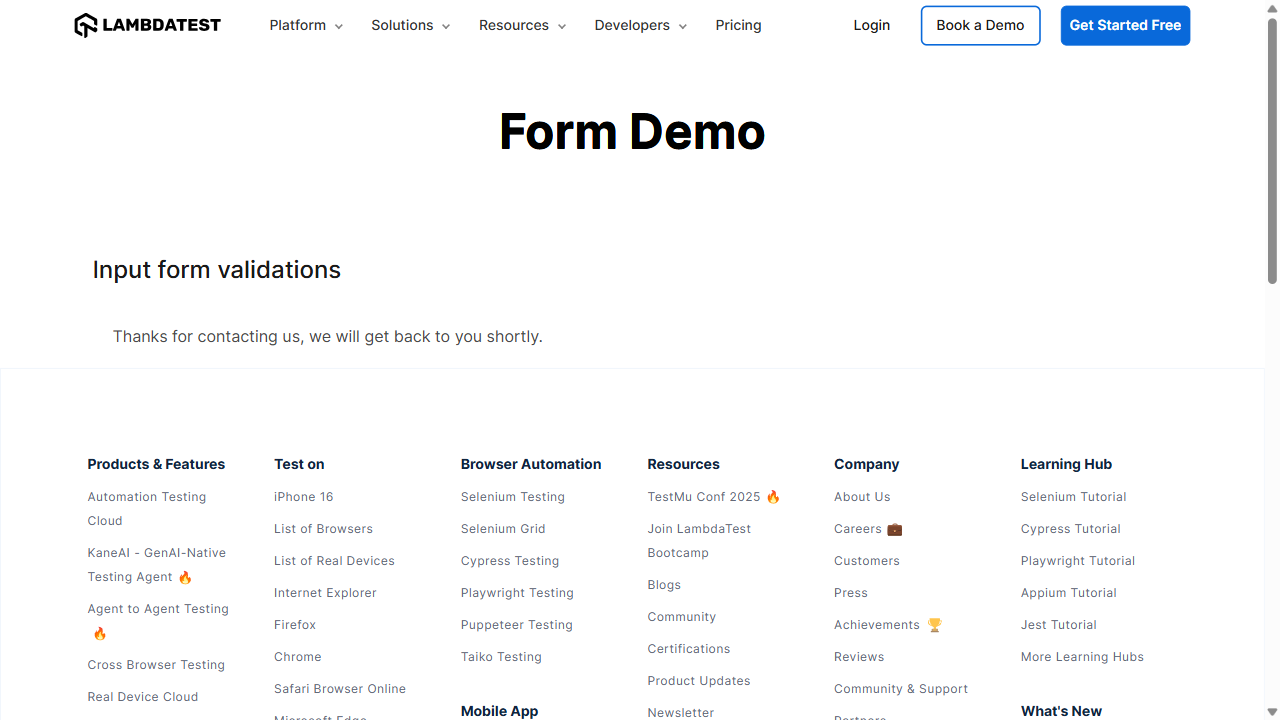 LAMBDATEST Platform Solutions Resources Developers Pricing Login Book a Demo Get Started Free
Form Demo
Input form validations
Thanks for contacting us, we will get back to you shortly.
Products & Features
Automation Testing
Cloud
KaneAI - GenAI-Native
Testing Agent 🔥
Agent to Agent Testing
🔥
Cross Browser Testing
Real Device Cloud
Test on
iPhone 16
List of Browsers
List of Real Devices
Internet Explorer
Firefox
Chrome
Safari Browser Online
Microsoft Edge
Browser Automation
Selenium Testing
Selenium Grid
Cypress Testing
Playwright Testing
Puppeteer Testing
Taiko Testing
Mobile App
Resources
TestMu Conf 2025 🔥
Join LambdaTest
Bootcamp
Blogs
Community
Certifications
Product Updates
Newsletter
Company
About Us
Careers 💼
Customers
Press
Achievements 🏆
Reviews
Community & Support
Partners
Learning Hub
Selenium Tutorial
Cypress Tutorial
Playwright Tutorial
Appium Tutorial
Jest Tutorial
More Learning Hubs
What's New